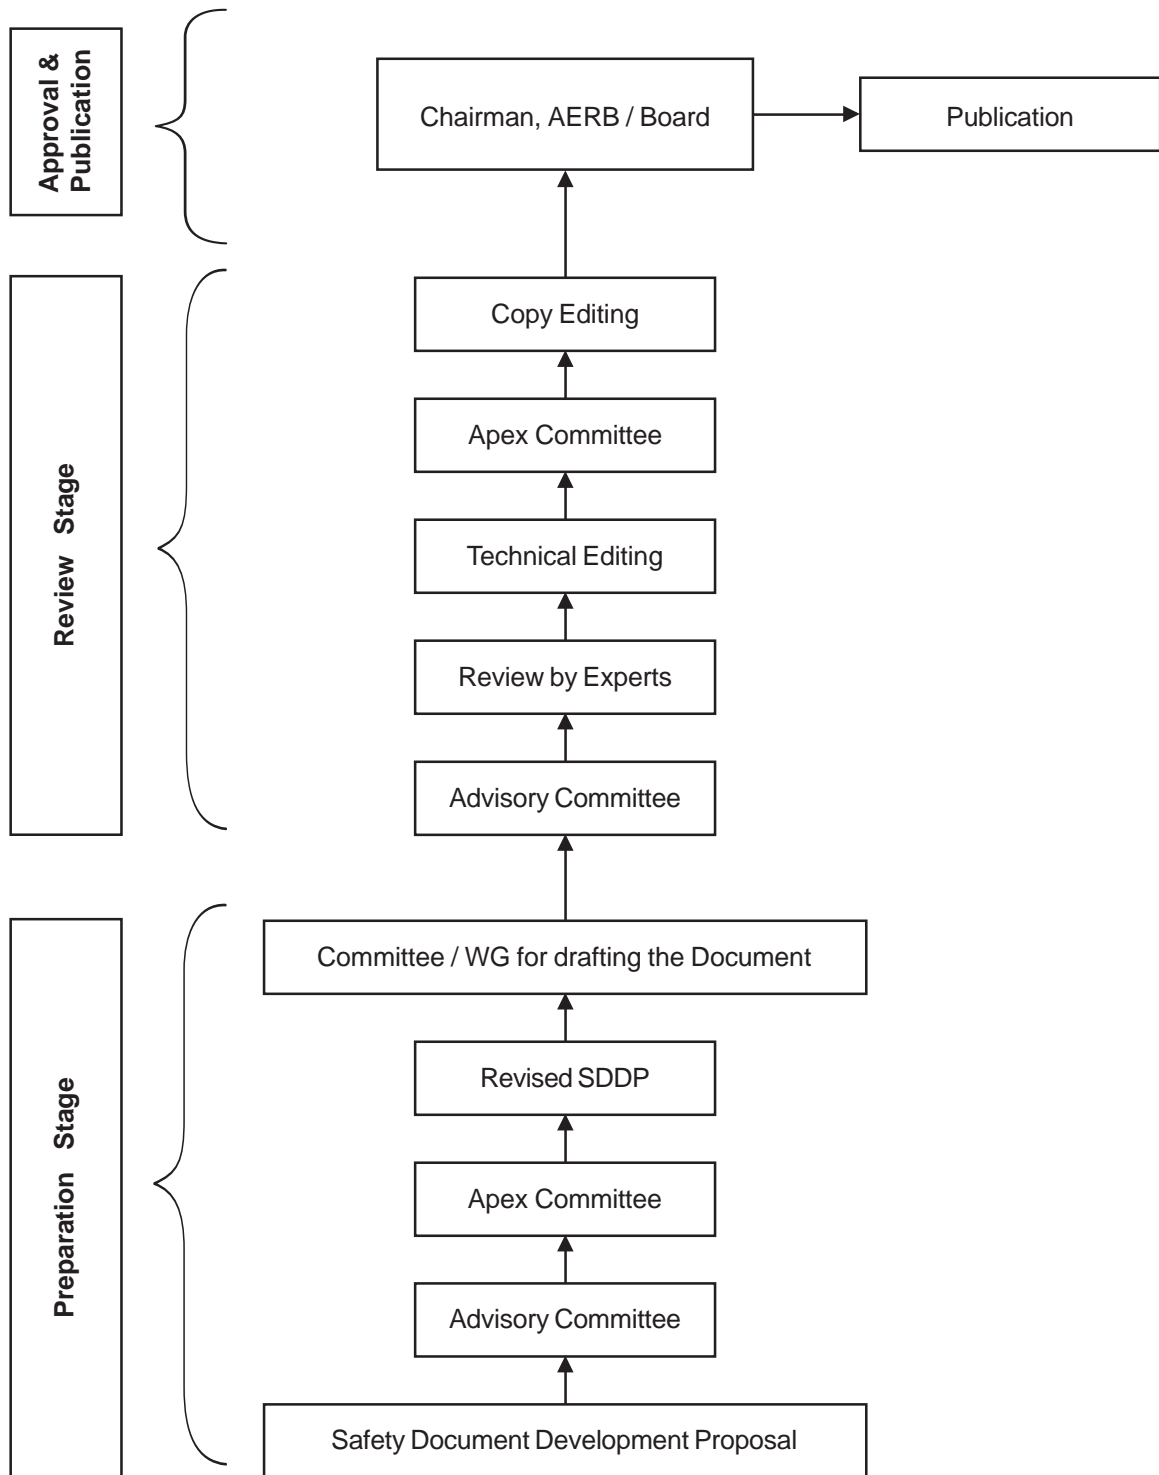 Approval &
Publication
Chairman, AERB / Board
Publication
Review Stage
Copy Editing
Apex Committee
Technical Editing
Review by Experts
Advisory Committee
Preparation Stage
Committee / WG for drafting the Document
Revised SDDP
Apex Committee
Advisory Committee
Safety Document Development Proposal